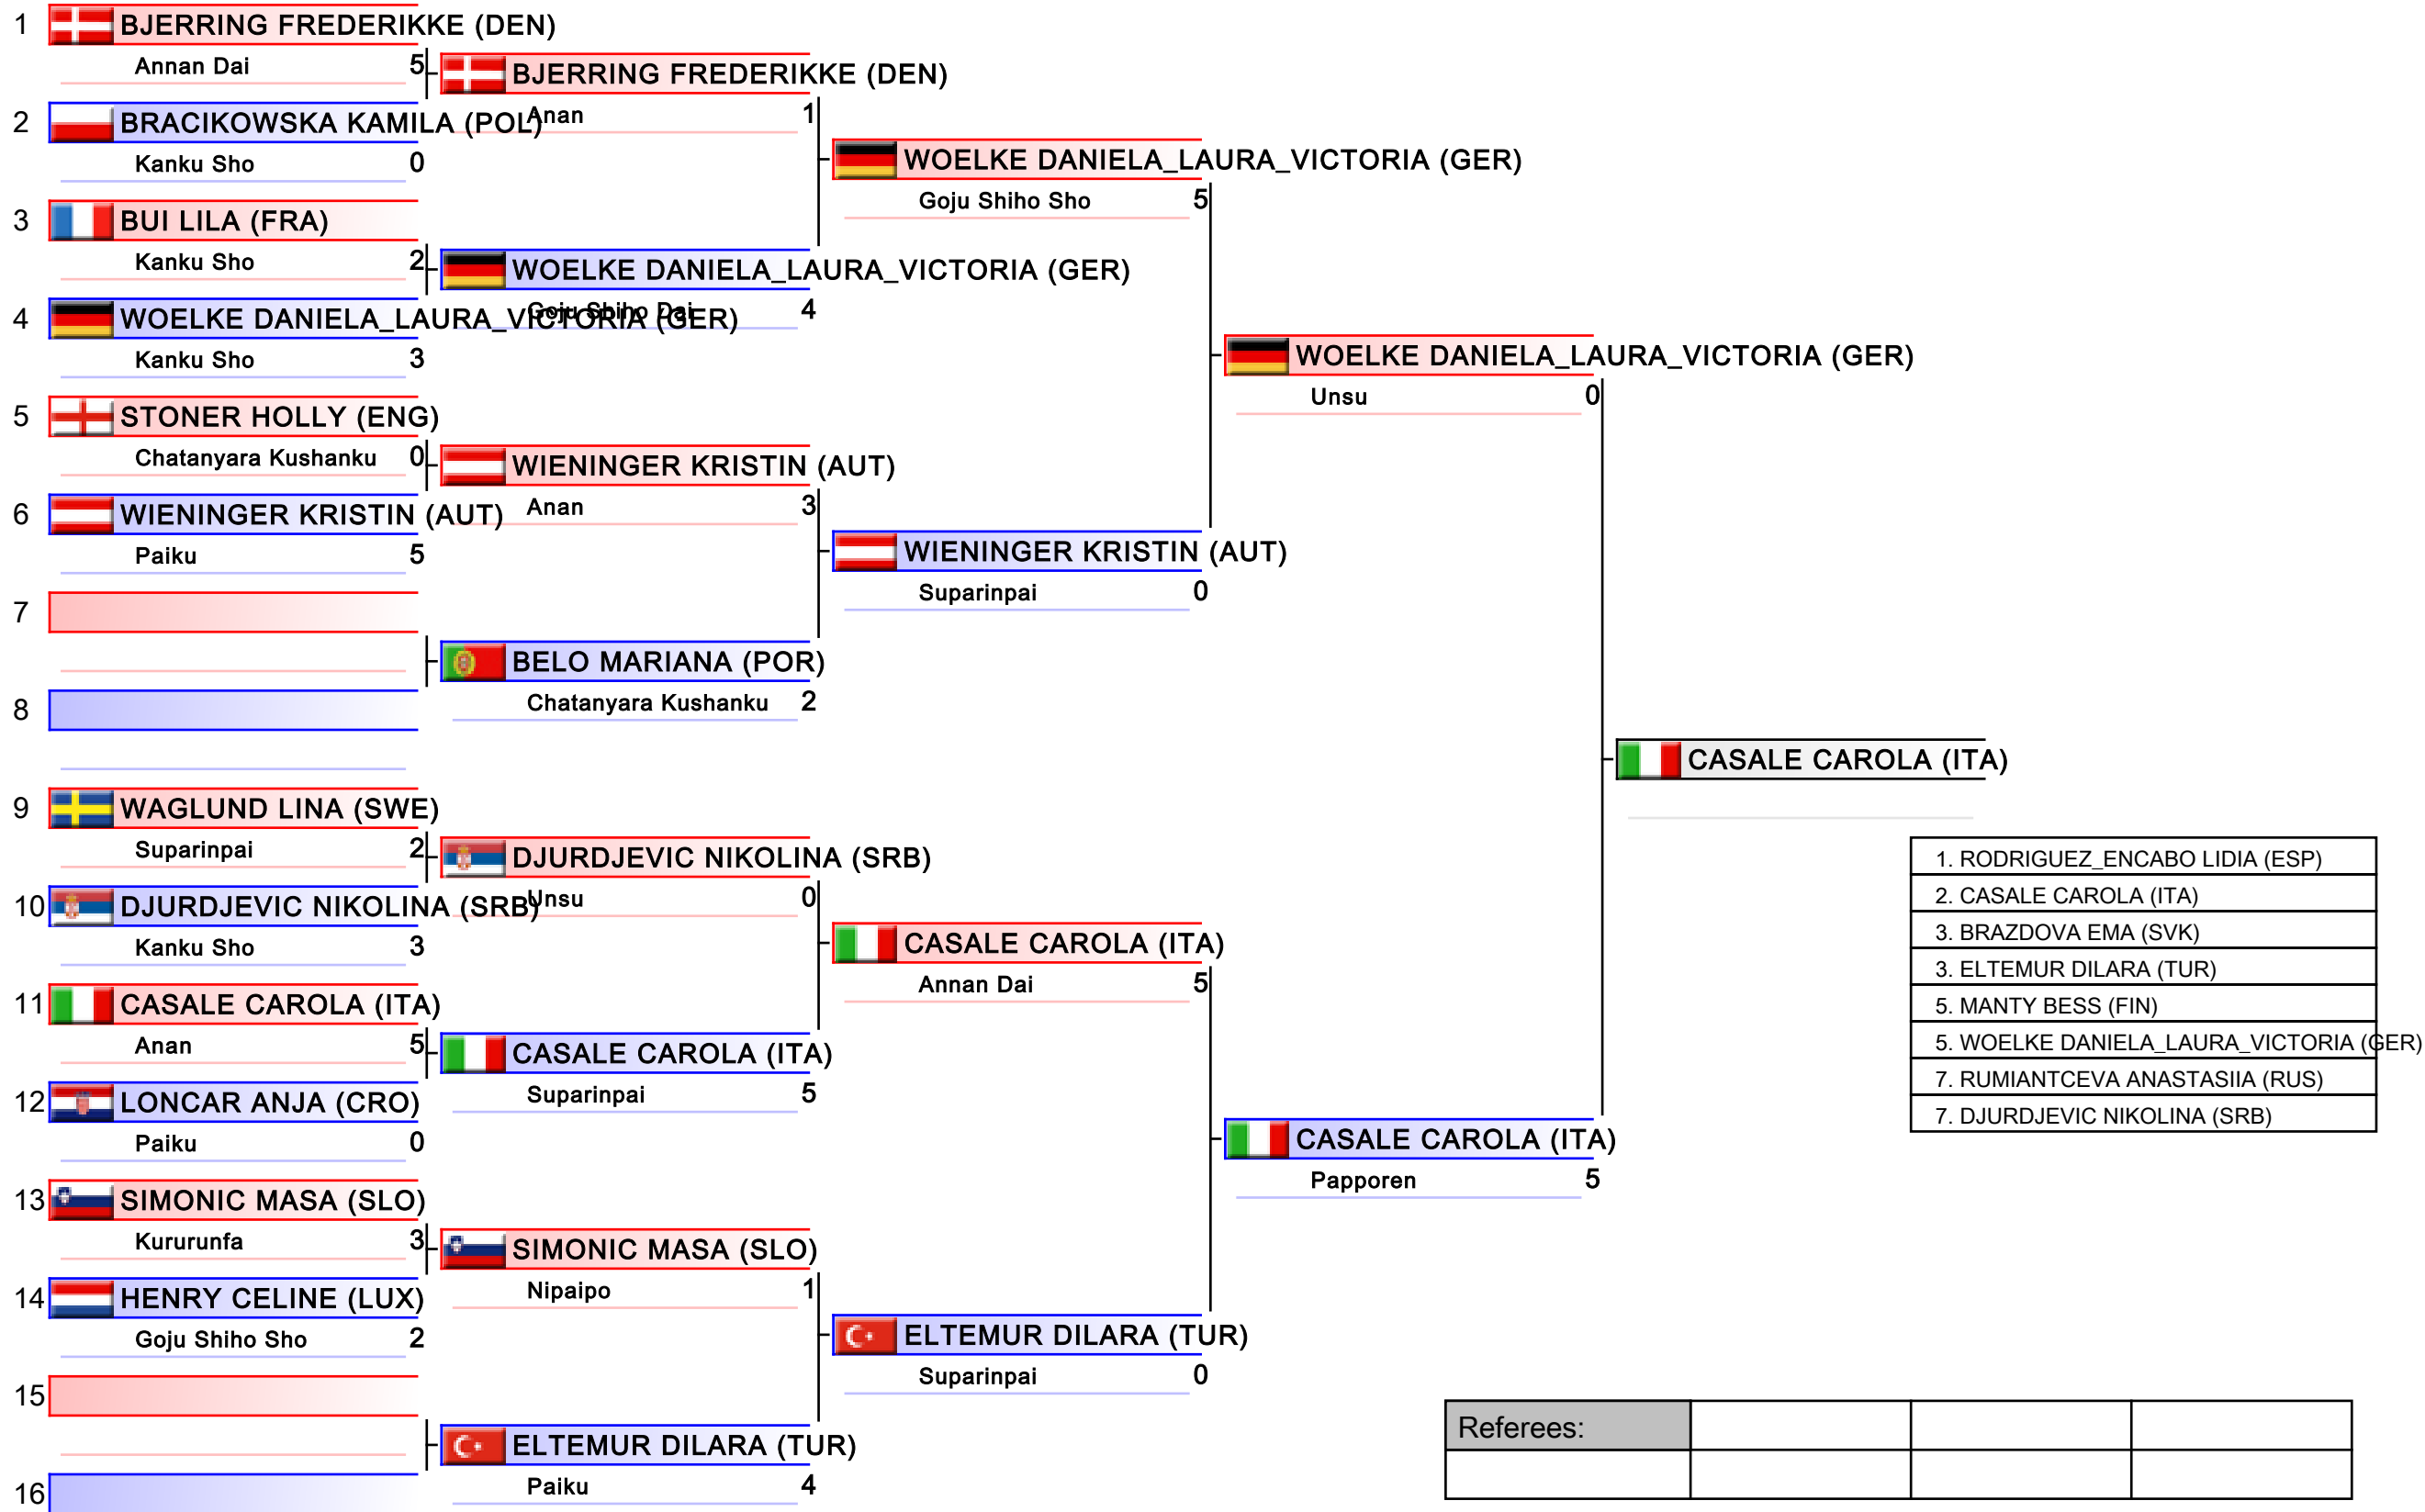 1 BJERRING FREDERIKKE (DEN)
Annan Dai 5
BJERRING FREDERIKKE (DEN)
Anan 1
2 BRACIKOWSKA KAMILA (POL)
Kanku Sho 0
WOELKE DANIELA_LAURA_VICTORIA (GER)
Goju Shiho Sho 5
3 BUI LILA (FRA)
Kanku Sho 2
WOELKE DANIELA_LAURA_VICTORIA (GER)
Goju Shiho Dai 4
4 WOELKE DANIELA_LAURA_VICTORIA (GER)
Kanku Sho 3
WOELKE DANIELA_LAURA_VICTORIA (GER)
Unsu 0
5 STONER HOLLY (ENG)
Chatanyara Kushanku 0
WIENINGER KRISTIN (AUT)
Anan 3
6 WIENINGER KRISTIN (AUT)
Paiku 5
WIENINGER KRISTIN (AUT)
Suparinpai 0
7
BELO MARIANA (POR)
Chatanyara Kushanku 2
8
CASALE CAROLA (ITA)
9 WAGLUND LINA (SWE)
Suparinpai 2
DJURDJEVIC NIKOLINA (SRB)
Unsu 0
10 DJURDJEVIC NIKOLINA (SRB)
Kanku Sho 3
CASALE CAROLA (ITA)
Annan Dai 5
11 CASALE CAROLA (ITA)
Anan 5
CASALE CAROLA (ITA)
Suparinpai 5
12 LONCAR ANJA (CRO)
Paiku 0
CASALE CAROLA (ITA)
Papporen 5
13 SIMONIC MASA (SLO)
Kururunfa 3
SIMONIC MASA (SLO)
Nipaipo 1
14 HENRY CELINE (LUX)
Goju Shiho Sho 2
ELTEMUR DILARA (TUR)
Suparinpai 0
15
ELTEMUR DILARA (TUR)
Paiku 4
16
1. RODRIGUEZ_ENCABO LIDIA (ESP)
2. CASALE CAROLA (ITA)
3. BRAZDOVA EMA (SVK)
3. ELTEMUR DILARA (TUR)
5. MANTY BESS (FIN)
5. WOELKE DANIELA_LAURA_VICTORIA (GER)
7. RUMIANTCEVA ANASTASIIA (RUS)
7. DJURDJEVIC NIKOLINA (SRB)
Referees: